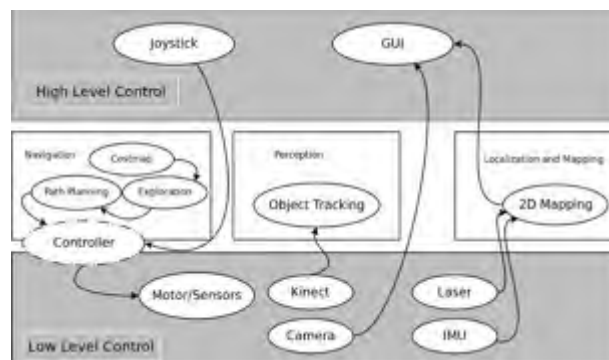 Joystick
GUI
High Level Control
Navigation
Costmap
Path Planning
Exploration
Controller
Perception
Object Tracking
Localization and Mapping
2D Mapping
Motor/Sensors
Kinect
Camera
Laser
IMU
Low Level Control